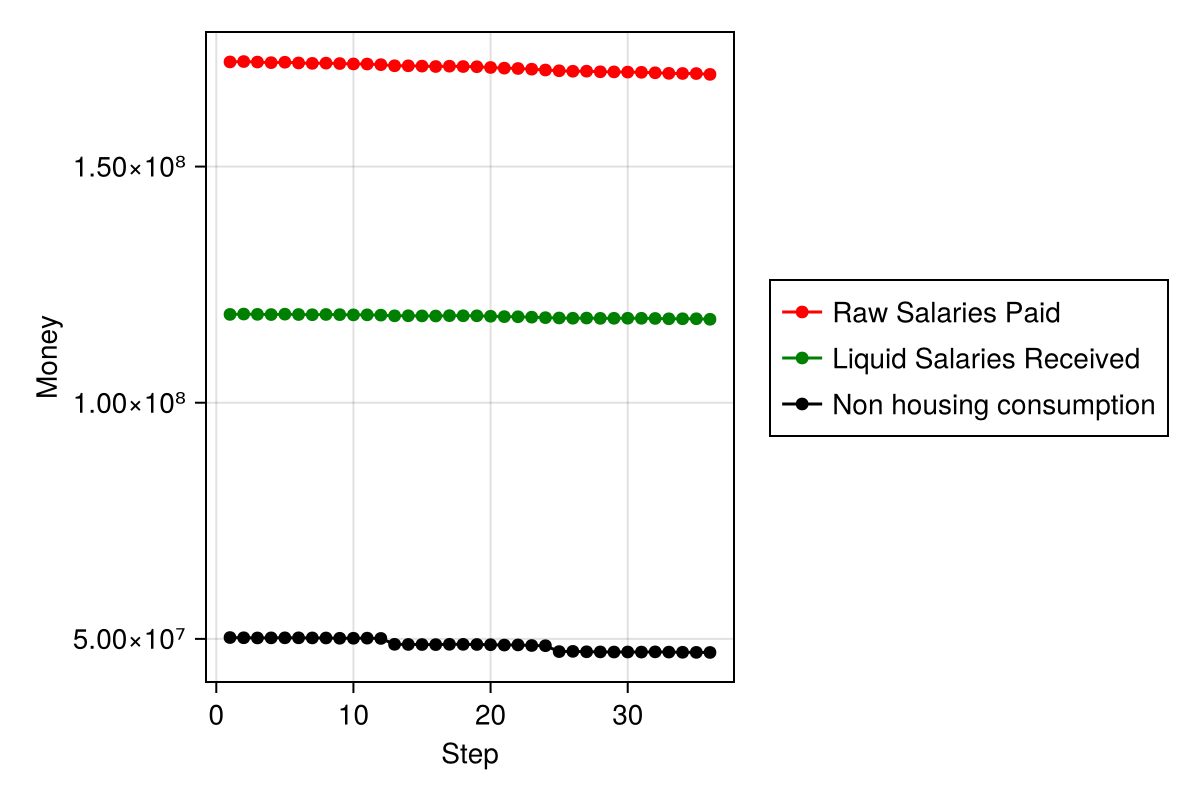 Money
1.50×10⁸
1.00×10⁸
5.00×10⁷
0 10 20 30
Step
Raw Salaries Paid
Liquid Salaries Received
Non housing consumption